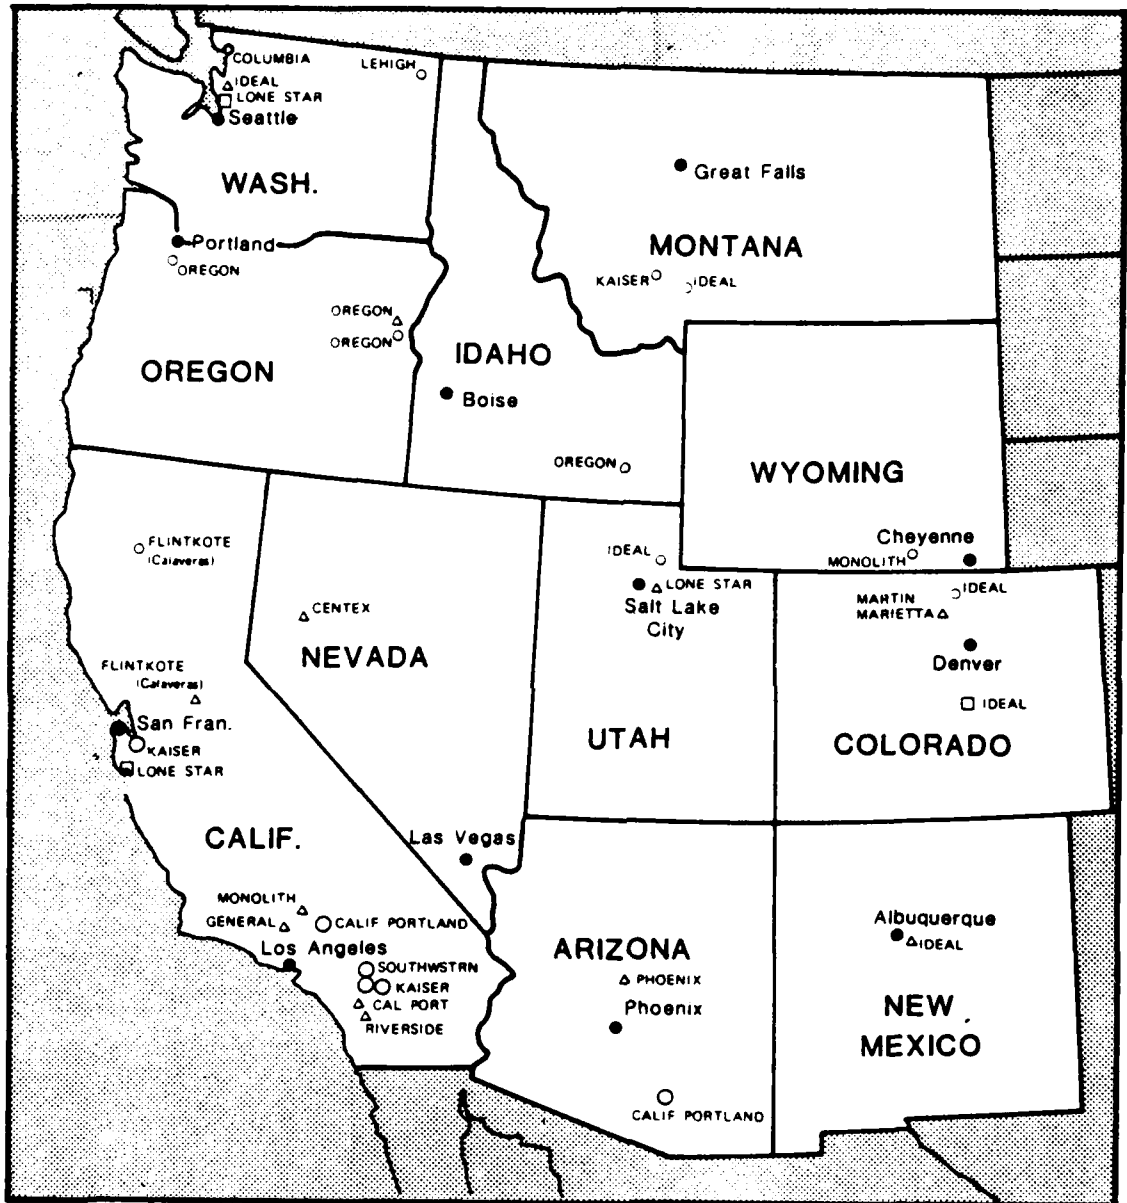 COLUMBIA
IDEAL
LONE STAR
Seattle
LEHIGH
WASH.
Great Falls
MONTANA
KAISER
IDEAL
Portland
OREGON
OREGON
OREGON
OREGON
IDAHO
Boise
OREGON
WYOMING
Cheyenne
MONOLITH
FLINTKOTE
(Calaveras)
CENTEX
NEVADA
IDEAL
LONE STAR
Salt Lake
City
UTAH
IDEAL
MARTIN
MARIETTA
Denver
IDEAL
COLORADO
FLINTKOTE
(Calaveras)
San Fran.
KAISER
LONE STAR
CALIF.
Las Vegas
MONOLITH
GENERAL
CALIF PORTLAND
Los Angeles
SOUTHWSTRN
KAISER
CAL PORT
RIVERSIDE
ARIZONA
PHOENIX
Phoenix
CALIF PORTLAND
Albuquerque
IDEAL
NEW
MEXICO